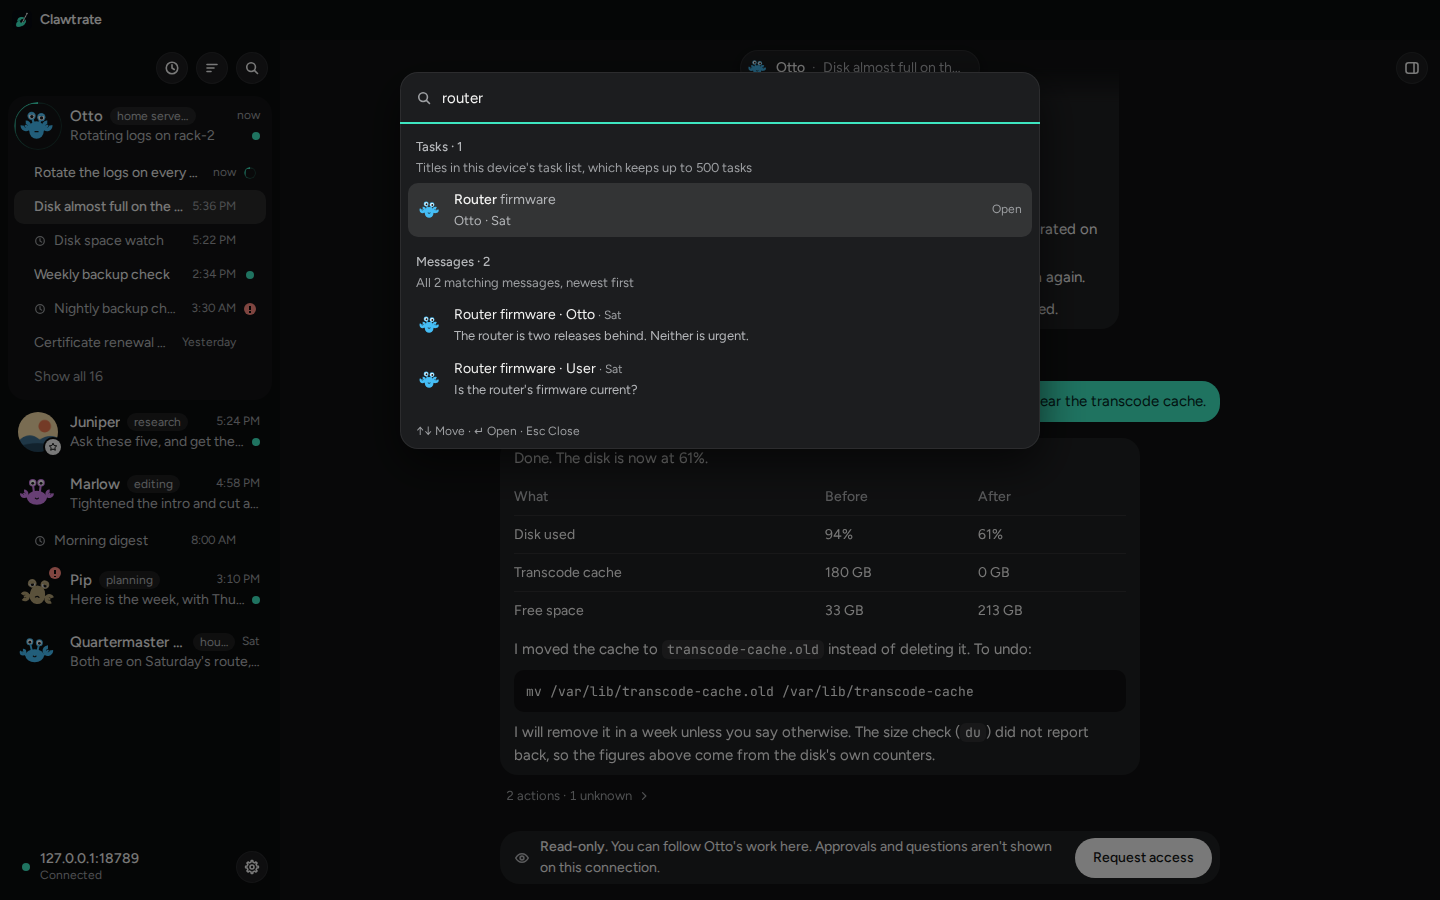 Clawtrate
Otto home serve... now
Rotating logs on rack-2
Rotate the logs on every ... now
Disk almost full on the ... 5:36 PM
Disk space watch 5:22 PM
Weekly backup check 2:34 PM
Nightly backup ch... 3:30 AM
Certificate renewal ... Yesterday
Show all 16
Juniper research 5:24 PM
Ask these five, and get the...
Marlow editing 4:58 PM
Tightened the intro and cut a...
Morning digest 8:00 AM
Pip planning 3:10 PM
Here is the week, with Thu...
Quartermaster ... hou... Sat
Both are on Saturday's route,...
127.0.0.1:18789
Connected
Otto · Disk almost full on th...
router
Tasks · 1
Titles in this device's task list, which keeps up to 500 tasks
Router firmware
Otto · Sat
Open
Messages · 2
All 2 matching messages, newest first
Router firmware · Otto · Sat
The router is two releases behind. Neither is urgent.
Router firmware · User · Sat
Is the router's firmware current?
↑↓ Move · ↵ Open · Esc Close
rated on
again.
ed.
ear the transcode cache.
Done. The disk is now at 61%.
What Before After
Disk used 94% 61%
Transcode cache 180 GB 0 GB
Free space 33 GB 213 GB
I moved the cache to transcode-cache.old instead of deleting it. To undo:
mv /var/lib/transcode-cache.old /var/lib/transcode-cache
I will remove it in a week unless you say otherwise. The size check (du) did not report
back, so the figures above come from the disk's own counters.
2 actions · 1 unknown
Read-only. You can follow Otto's work here. Approvals and questions aren't shown
on this connection.
Request access